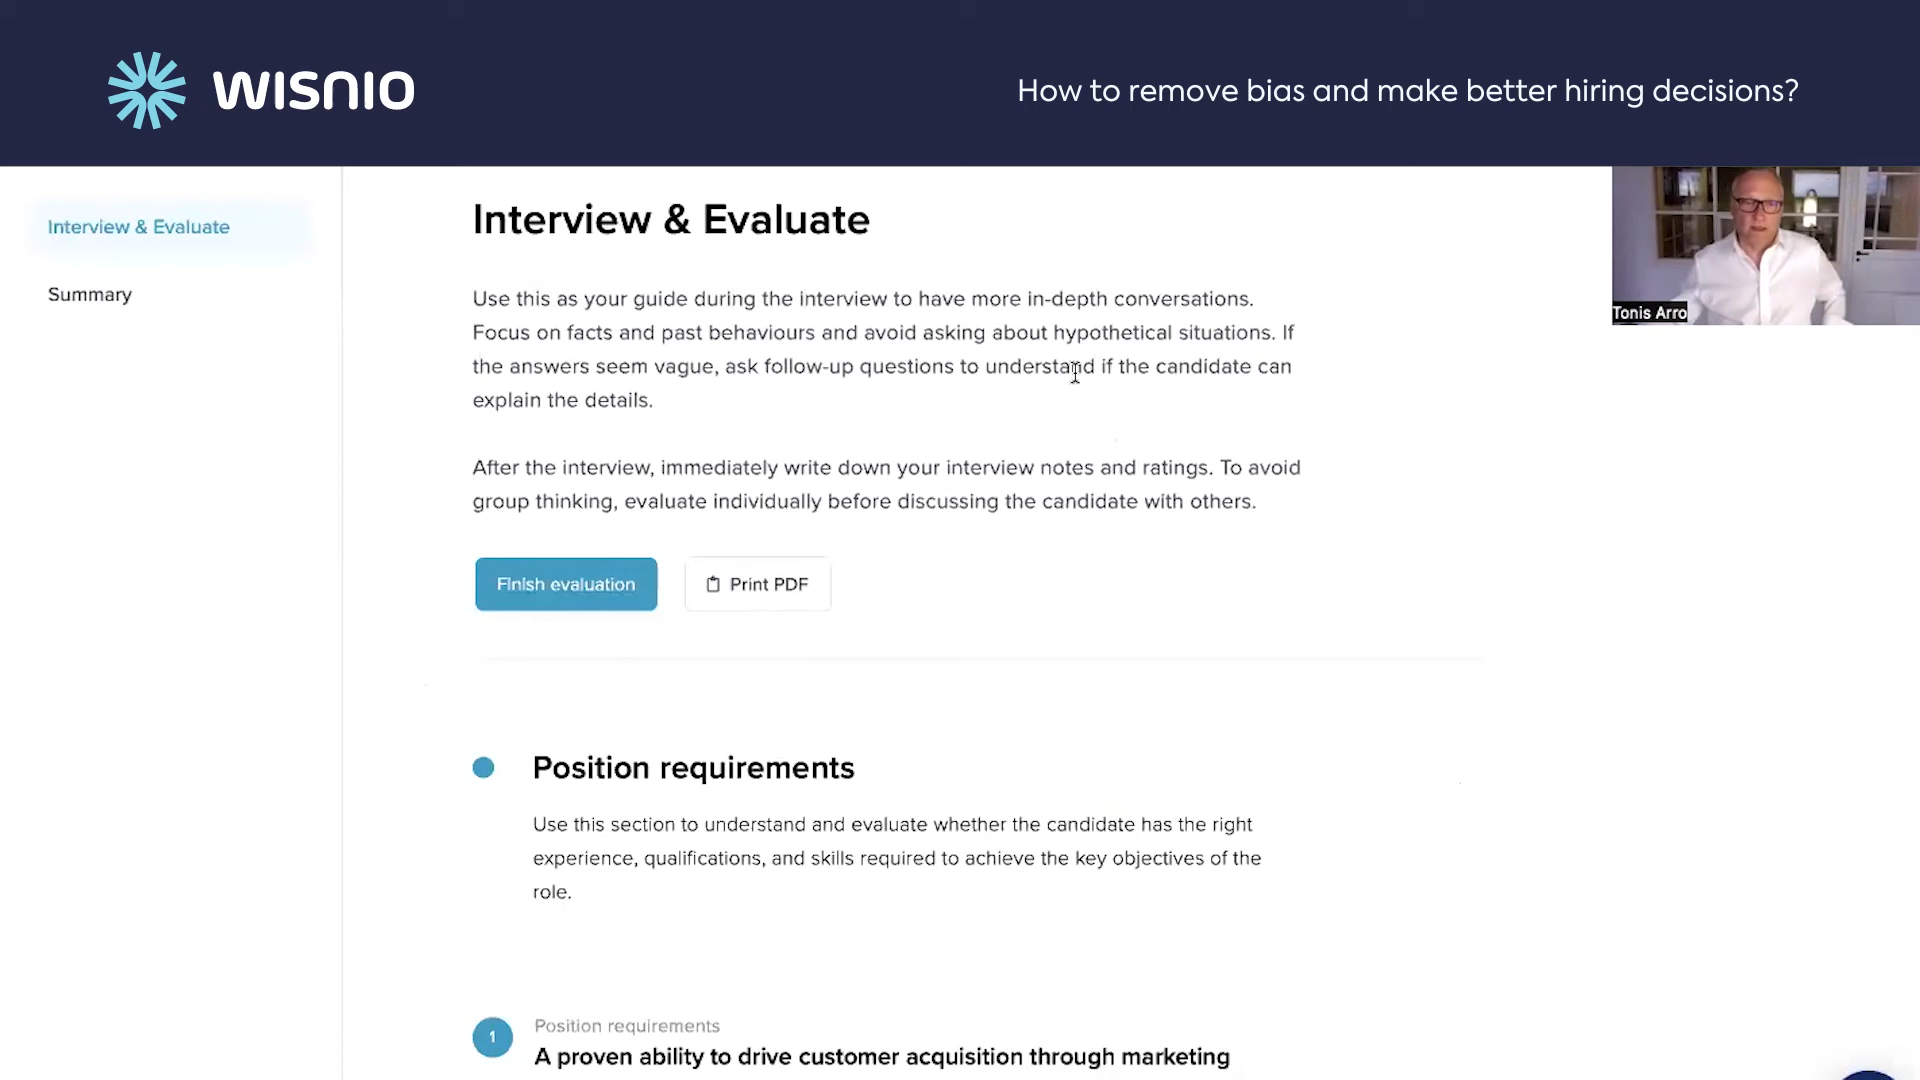 WISNIO
How to remove bias and make better hiring decisions?
Interview & Evaluate
Summary
Tonis Arro
Interview & Evaluate
Use this as your guide during the interview to have more in-depth conversations.
Focus on facts and past behaviours and avoid asking about hypothetical situations. If
the answers seem vague, ask follow-up questions to understand if the candidate can
explain the details.
After the interview, immediately write down your interview notes and ratings. To avoid
group thinking, evaluate individually before discussing the candidate with others.
Finish evaluation
Print PDF
Position requirements
Use this section to understand and evaluate whether the candidate has the right
experience, qualifications, and skills required to achieve the key objectives of the
role.
1
Position requirements
A proven ability to drive customer acquisition through marketing